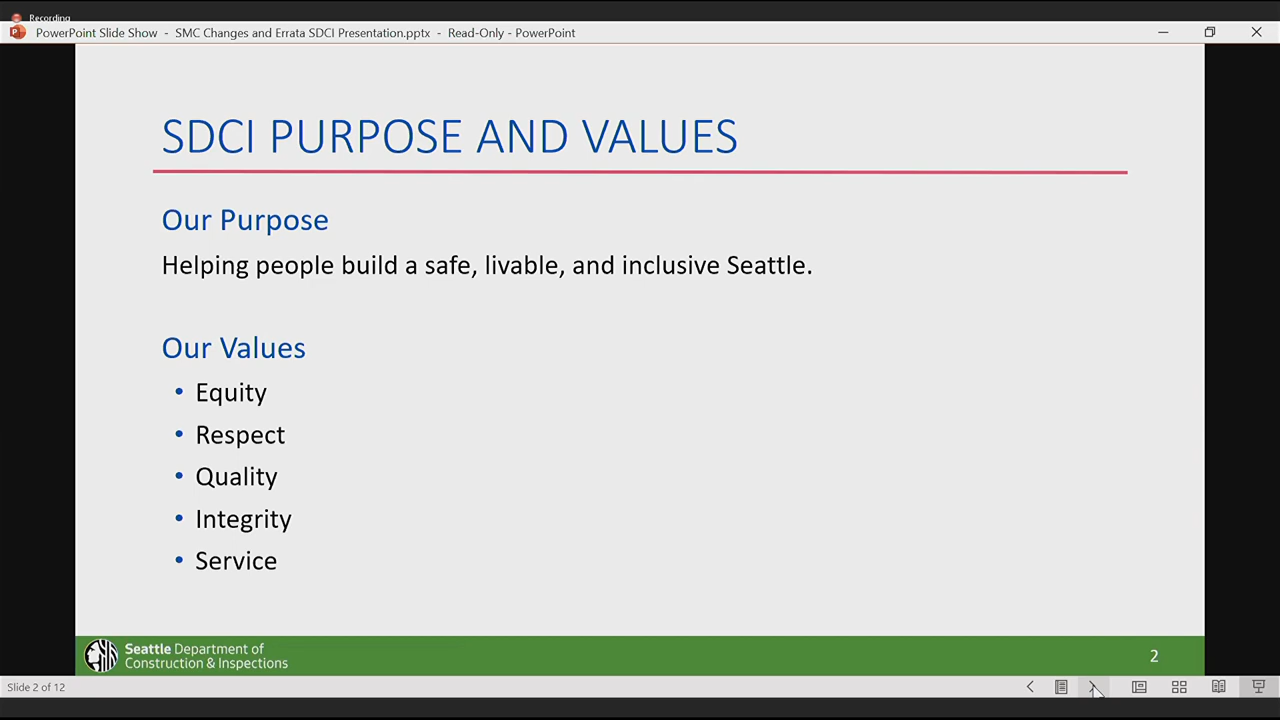 Recording
PowerPoint Slide Show - SMC Changes and Errata SDCI Presentation.pptx - Read-Only - PowerPoint
SDCI PURPOSE AND VALUES
Our Purpose
Helping people build a safe, livable, and inclusive Seattle.
Our Values
• Equity
• Respect
• Quality
• Integrity
• Service
Seattle Department of
Construction & Inspections
2
Slide 2 of 12